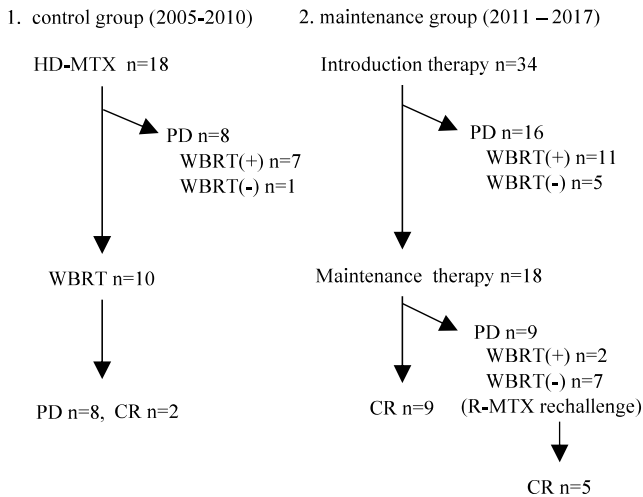 1. control group (2005-2010)
HD-MTX n=18
PD n=8
WBRT(+) n=7
WBRT(-) n=1
WBRT n=10
PD n=8, CR n=2
2. maintenance group (2011 – 2017)
Introduction therapy n=34
PD n=16
WBRT(+) n=11
WBRT(-) n=5
Maintenance therapy n=18
PD n=9
WBRT(+) n=2
WBRT(-) n=7
(R-MTX rechallenge)
CR n=9
CR n=5